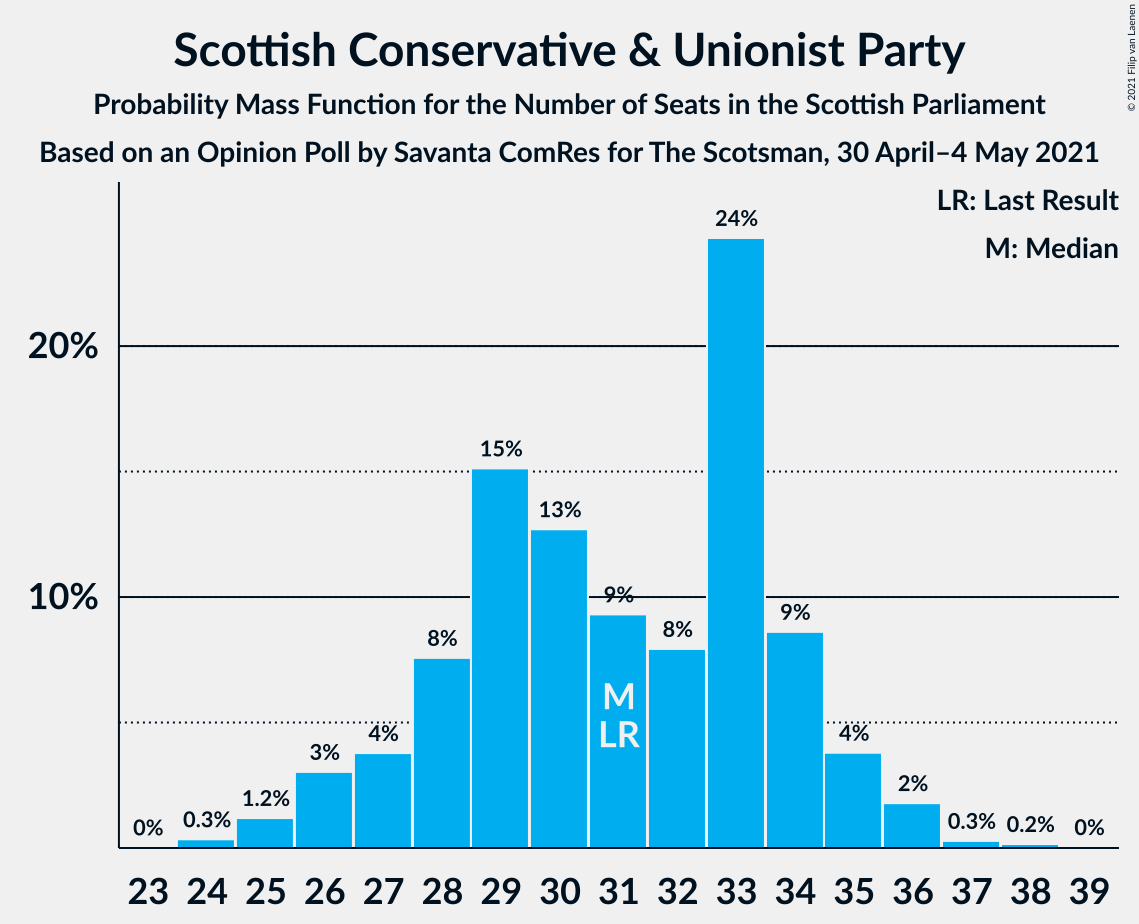 Scottish Conservative & Unionist Party
Probability Mass Function for the Number of Seats in the Scottish Parliament
Based on an Opinion Poll by Savanta ComRes for The Scotsman, 30 April–4 May 2021
© 2021 Filip van Laenen
LR: Last Result
M: Median
20%
10%
0%
0.3%
1.2%
3%
4%
8%
15%
13%
9%
8%
24%
9%
4%
2%
0.3%
0.2%
0%
M
LR
23 24 25 26 27 28 29 30 31 32 33 34 35 36 37 38 39